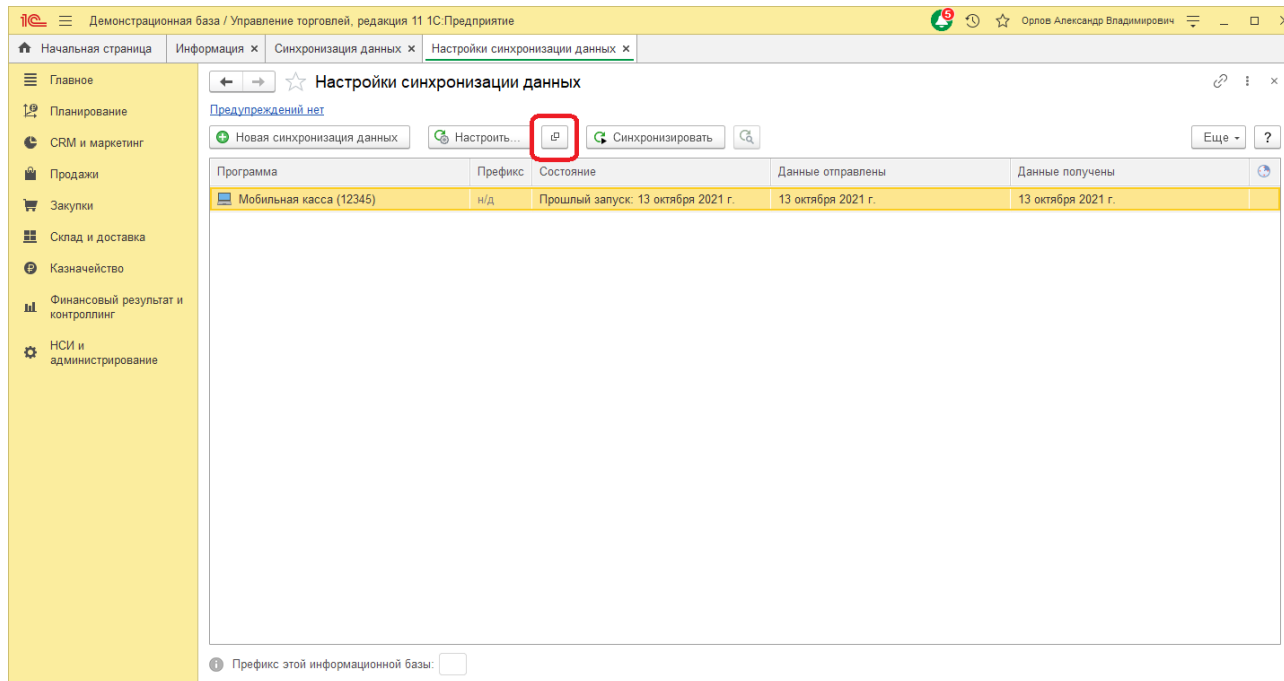 1С Демонстрационная база / Управление торговлей, редакция 11 1С:Предприятие 5 Орлов Александр Владимирович
Начальная страница Информация × Синхронизация данных × Настройки синхронизации данных ×
Главное
Планирование
CRM и маркетинг
Продажи
Закупки
Склад и доставка
Казначейство
Финансовый результат и
контроллинг
НСИ и
администрирование
Настройки синхронизации данных
Предупреждений нет
Новая синхронизация данных Настроить... Синхронизировать Еще ?
Программа Префикс Состояние Данные отправлены Данные получены
Мобильная касса (12345) н/д Прошлый запуск: 13 октября 2021 г. 13 октября 2021 г. 13 октября 2021 г.
Префикс этой информационной базы: